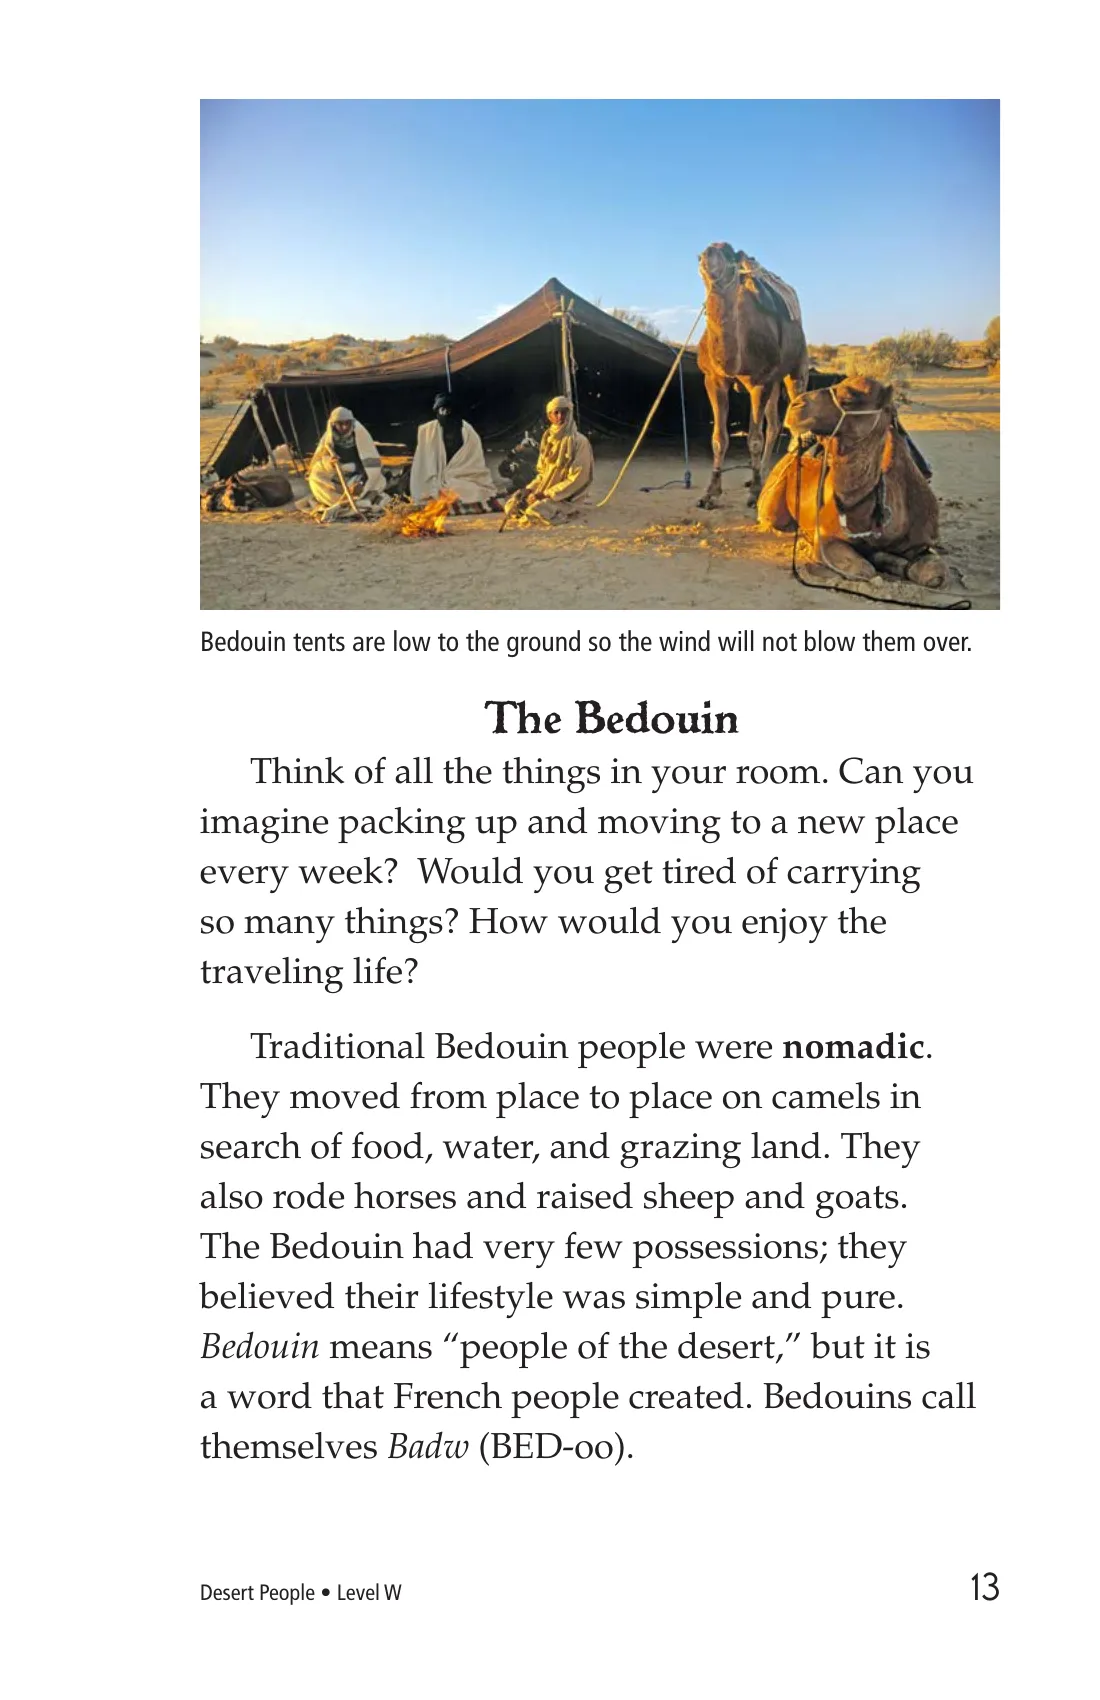 Bedouin tents are low to the ground so the wind will not blow them over.
The Bedouin
Think of all the things in your room. Can you
imagine packing up and moving to a new place
every week?  Would you get tired of carrying
so many things? How would you enjoy the
traveling life?
Traditional Bedouin people were nomadic.
They moved from place to place on camels in
search of food, water, and grazing land. They
also rode horses and raised sheep and goats.
The Bedouin had very few possessions; they
believed their lifestyle was simple and pure.
Bedouin means “people of the desert,” but it is
a word that French people created. Bedouins call
themselves Badw (BED-oo).
Desert People • Level W
13